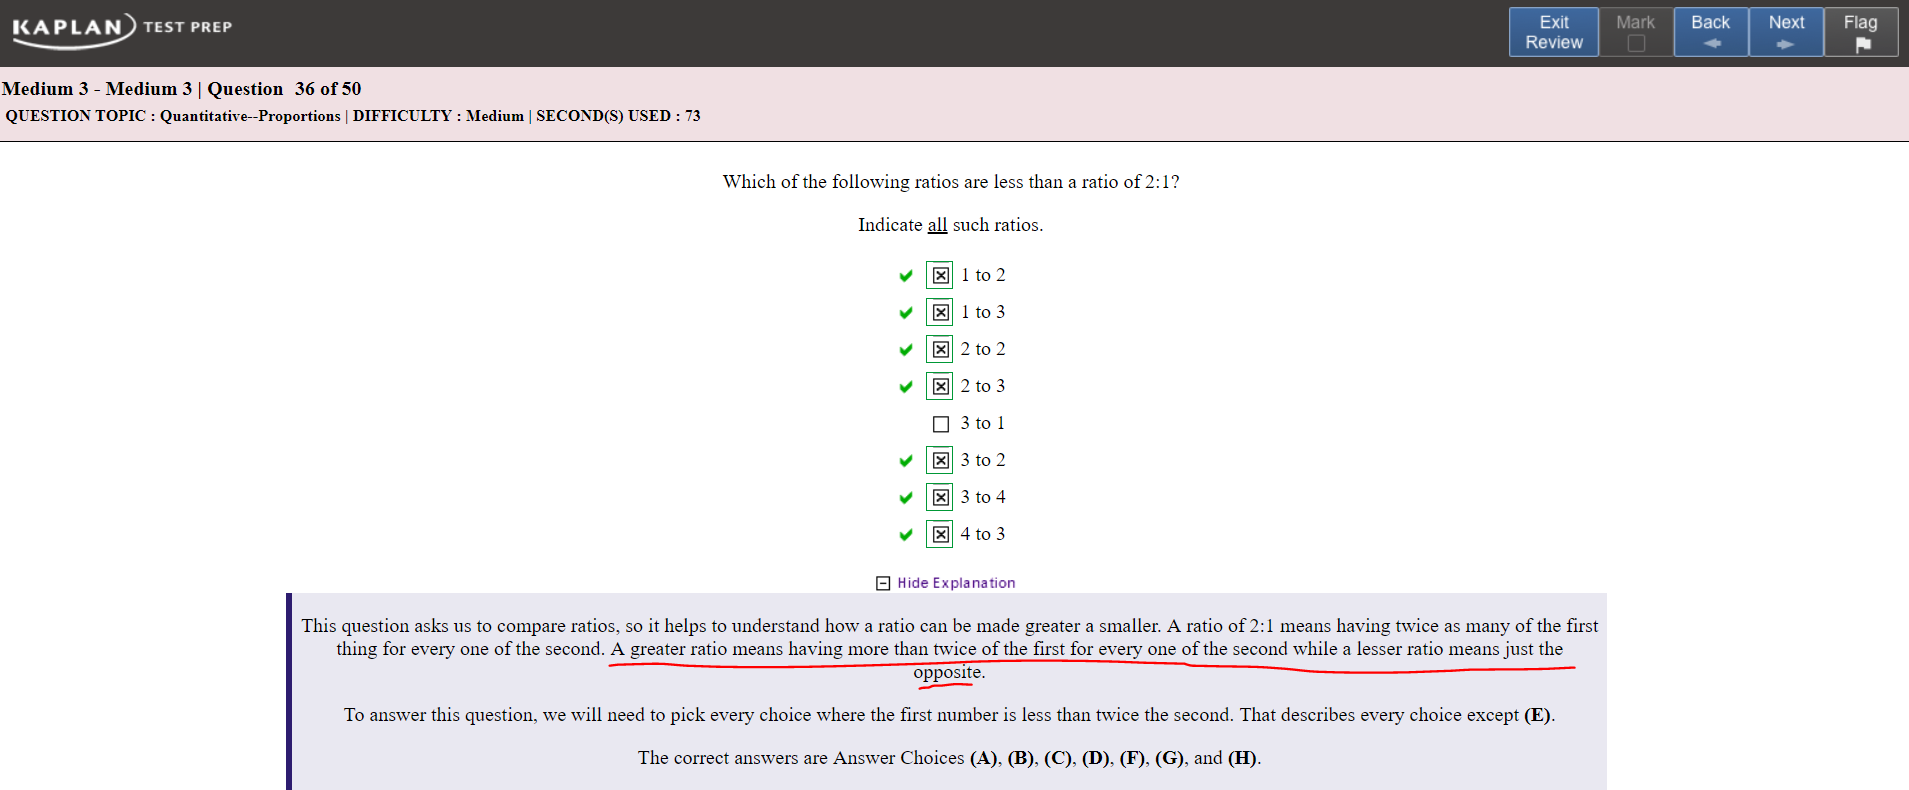 KAPLAN TEST PREP
Exit Review
Mark
Back
Next
Flag
Medium 3 - Medium 3 | Question 36 of 50
QUESTION TOPIC : Quantitative--Proportions | DIFFICULTY : Medium | SECOND(S) USED : 73
Which of the following ratios are less than a ratio of 2:1?
Indicate all such ratios.
1 to 2
1 to 3
2 to 2
2 to 3
3 to 1
3 to 2
3 to 4
4 to 3
Hide Explanation
This question asks us to compare ratios, so it helps to understand how a ratio can be made greater a smaller. A ratio of 2:1 means having twice as many of the first
thing for every one of the second. A greater ratio means having more than twice of the first for every one of the second while a lesser ratio means just the
opposite.
To answer this question, we will need to pick every choice where the first number is less than twice the second. That describes every choice except (E).
The correct answers are Answer Choices (A), (B), (C), (D), (F), (G), and (H).